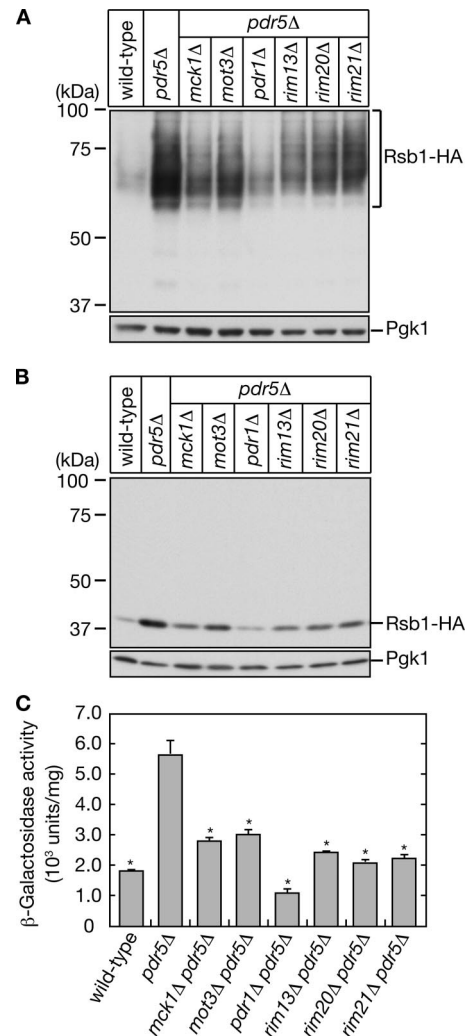 A
pdr5Δ
wild-type
pdr5Δ
mck1Δ
mot3Δ
pdr1Δ
rim13Δ
rim20Δ
rim21Δ
(kDa)
100
75
50
37
Rsb1-HA
Pgk1
B
pdr5Δ
wild-type
pdr5Δ
mck1Δ
mot3Δ
pdr1Δ
rim13Δ
rim20Δ
rim21Δ
(kDa)
100
75
50
37
Rsb1-HA
Pgk1
C
β-Galactosidase activity
(10³ units/mg)
7.0
6.0
5.0
4.0
3.0
2.0
1.0
0
* * * * * * *
wild-type
pdr5Δ
mck1Δ pdr5Δ
mot3Δ pdr5Δ
pdr1Δ pdr5Δ
rim13Δ pdr5Δ
rim20Δ pdr5Δ
rim21Δ pdr5Δ